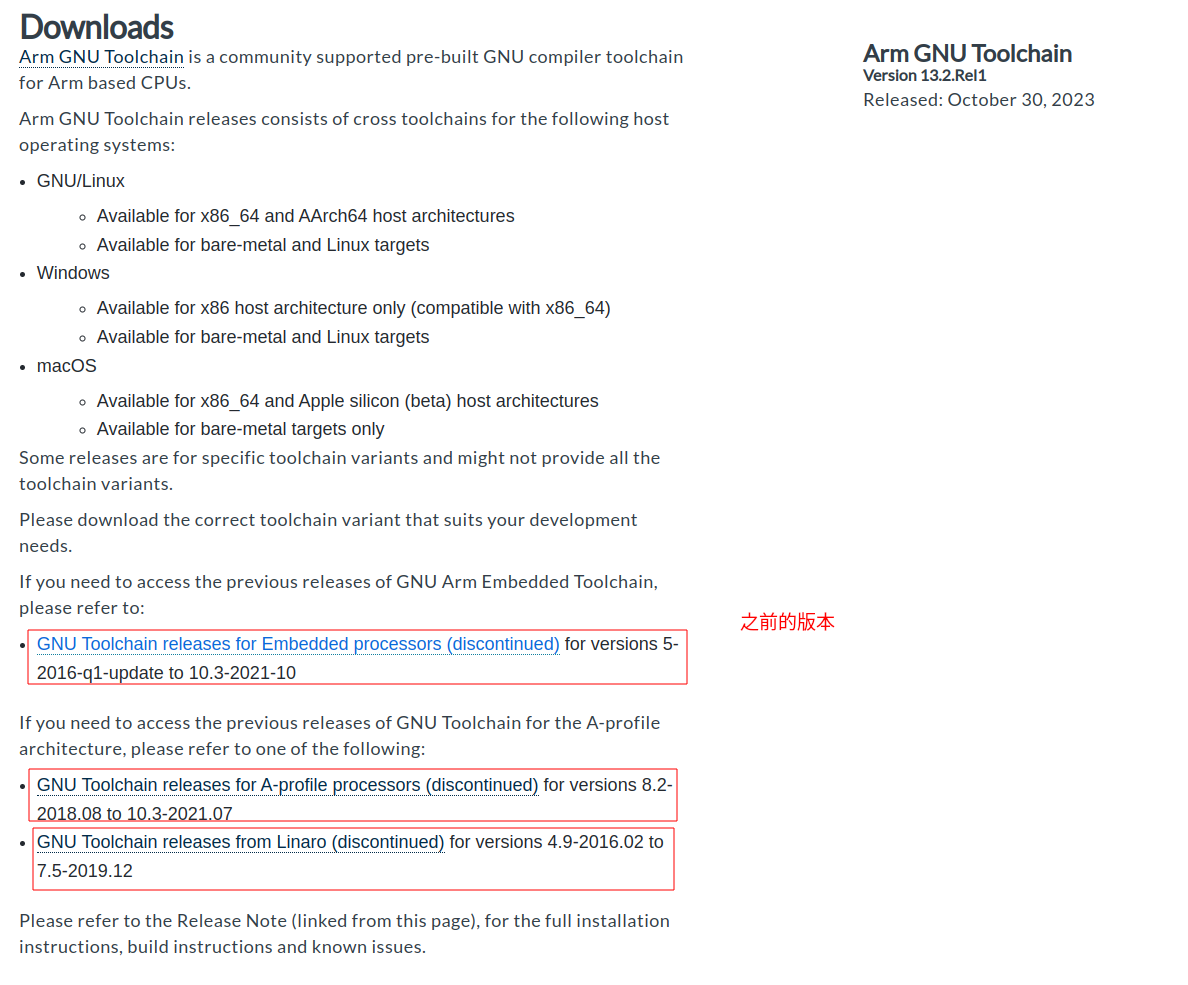 Downloads
Arm GNU Toolchain is a community supported pre-built GNU compiler toolchain
for Arm based CPUs.
Arm GNU Toolchain releases consists of cross toolchains for the following host
operating systems:
GNU/Linux
Available for x86_64 and AArch64 host architectures
Available for bare-metal and Linux targets
Windows
Available for x86 host architecture only (compatible with x86_64)
Available for bare-metal and Linux targets
macOS
Available for x86_64 and Apple silicon (beta) host architectures
Available for bare-metal targets only
Some releases are for specific toolchain variants and might not provide all the
toolchain variants.
Please download the correct toolchain variant that suits your development
needs.
If you need to access the previous releases of GNU Arm Embedded Toolchain,
please refer to:
GNU Toolchain releases for Embedded processors (discontinued) for versions 5-
2016-q1-update to 10.3-2021-10
If you need to access the previous releases of GNU Toolchain for the A-profile
architecture, please refer to one of the following:
GNU Toolchain releases for A-profile processors (discontinued) for versions 8.2-
2018.08 to 10.3-2021.07
GNU Toolchain releases from Linaro (discontinued) for versions 4.9-2016.02 to
7.5-2019.12
Please refer to the Release Note (linked from this page), for the full installation
instructions, build instructions and known issues.
Arm GNU Toolchain
Version 13.2.Rel1
Released: October 30, 2023
之前的版本